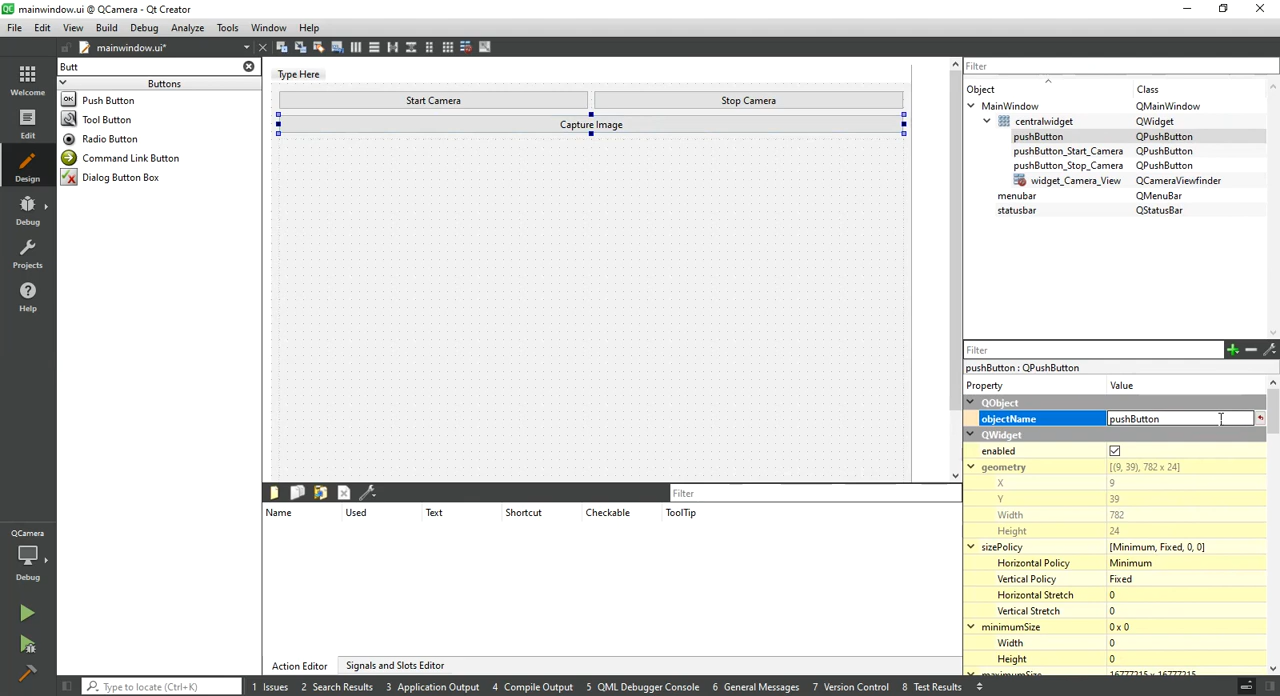 mainwindow.ui @ QCamera - Qt Creator
File Edit View Build Debug Analyze Tools Window Help
mainwindow.ui*
Butt
Buttons
Push Button
Tool Button
Radio Button
Command Link Button
Dialog Button Box
Welcome
Edit
Design
Debug
Projects
Help
QCamera
Debug
Type Here
Start Camera Stop Camera
Capture Image
Filter
Name Used Text Shortcut Checkable ToolTip
Action Editor Signals and Slots Editor
Filter
Object Class
MainWindow QMainWindow
centralwidget QWidget
pushButton QPushButton
pushButton_Start_Camera QPushButton
pushButton_Stop_Camera QPushButton
widget_Camera_View QCameraViewfinder
menubar QMenuBar
statusbar QStatusBar
Filter
pushButton : QPushButton
Property Value
QObject
objectName pushButton
QWidget
enabled
geometry [(9, 39), 782 x 24]
X 9
Y 39
Width 782
Height 24
sizePolicy [Minimum, Fixed, 0, 0]
Horizontal Policy Minimum
Vertical Policy Fixed
Horizontal Stretch 0
Vertical Stretch 0
minimumSize 0 x 0
Width 0
Height 0
maximumSize 16777215 x 16777215
Type to locate (Ctrl+K) 1 Issues 2 Search Results 3 Application Output 4 Compile Output 5 QML Debugger Console 6 General Messages 7 Version Control 8 Test Results